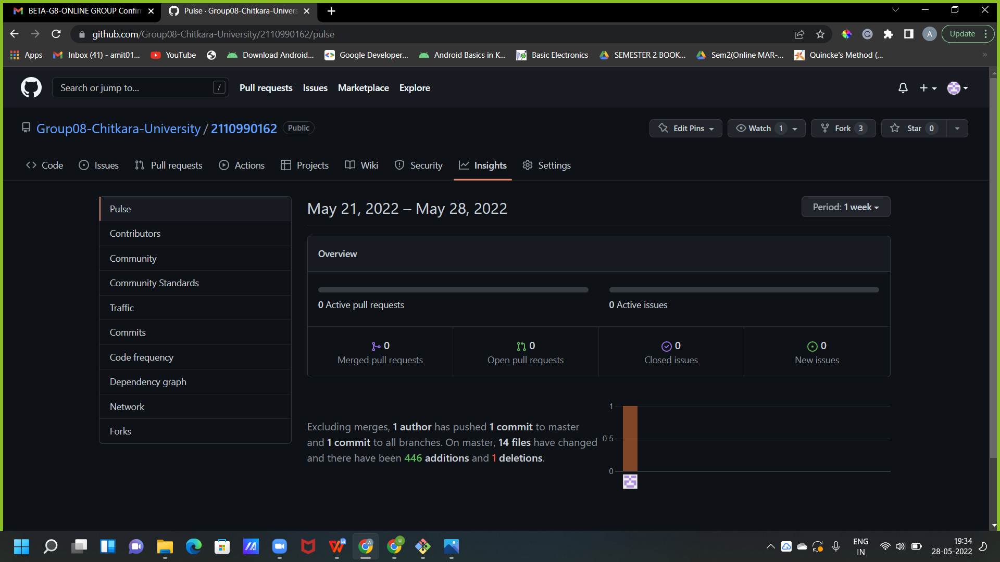 BETA-G8-ONLINE GROUP Confir
Pulse · Group08-Chitkara-Univers
github.com/Group08-Chitkara-University/2110990162/pulse
A
Update
Apps
Inbox (41) - amit01...
YouTube
Download Android...
Google Developer...
Android Basics in K...
Basic Electronics
SEMESTER 2 BOOK...
Sem2(Online MAR-...
Quincke's Method (...
»
Search or jump to...
/
Pull requests
Issues
Marketplace
Explore
Group08-Chitkara-University / 2110990162
Public
Edit Pins
Watch 1
Fork 3
Star 0
Code
Issues
Pull requests
Actions
Projects
Wiki
Security
Insights
Settings
Pulse
Contributors
Community
Community Standards
Traffic
Commits
Code frequency
Dependency graph
Network
Forks
May 21, 2022 – May 28, 2022
Period: 1 week
Overview
0 Active pull requests
0 Active issues
0
Merged pull requests
0
Open pull requests
0
Closed issues
0
New issues
Excluding merges, 1 author has pushed 1 commit to master
and 1 commit to all branches. On master, 14 files have changed
and there have been 446 additions and 1 deletions.
1
0.5
0
ENG
IN
19:34
28-05-2022